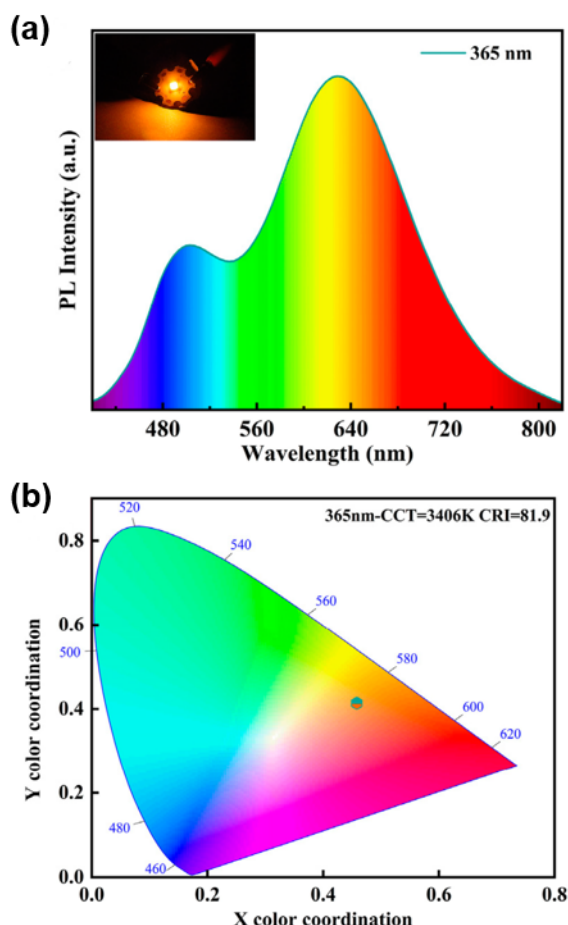 (a)
365 nm
PL Intensity (a.u.)
480 560 640 720 800
Wavelength (nm)
(b)
365nm-CCT=3406K CRI=81.9
520
540
560
580
600
620
500
480
460
0.8
0.6
0.4
0.2
0.0
Y color coordination
0.0 0.2 0.4 0.6 0.8
X color coordination